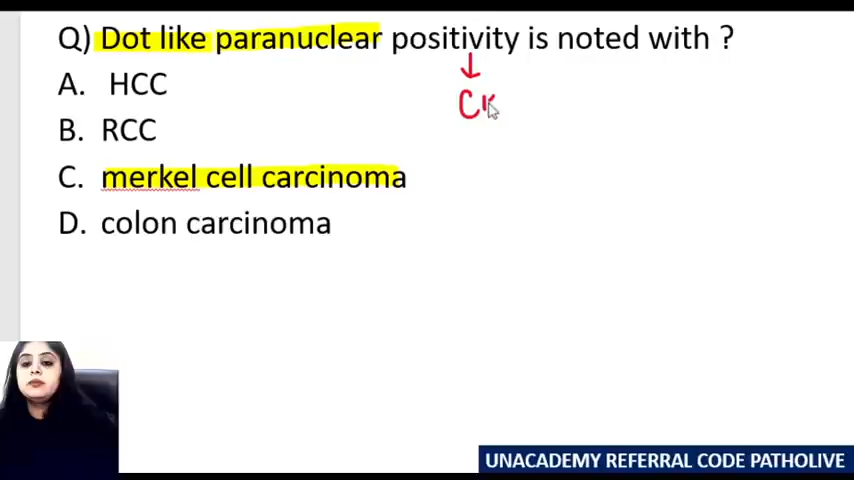 Q) Dot like paranuclear positivity is noted with ?
↓
A. HCC
C
B. RCC
C. merkel cell carcinoma
D. colon carcinoma
UNACADEMY REFERRAL CODE PATHOLIVE